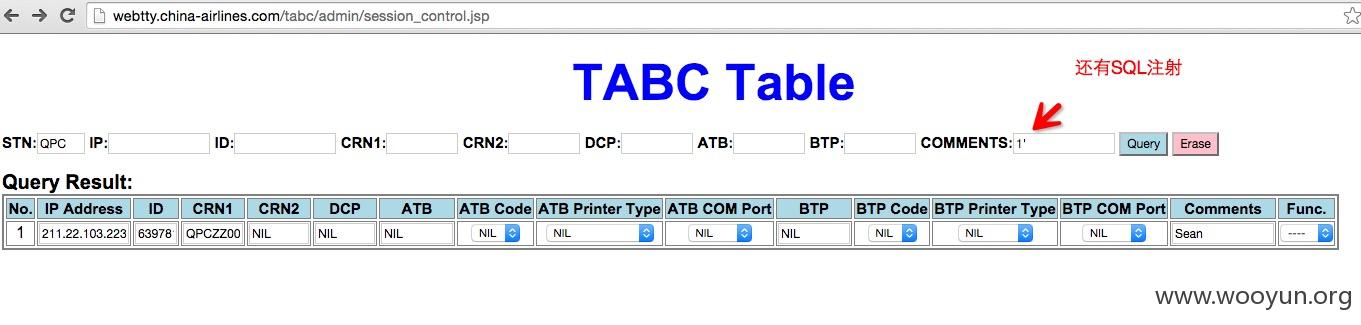 webtty.china-airlines.com/tabc/admin/session_control.jsp
TABC Table
还有SQL注射
STN: QPC IP: ID: CRN1: CRN2: DCP: ATB: BTP: COMMENTS: 1' Query Erase
Query Result:
No. IP Address ID CRN1 CRN2 DCP ATB ATB Code ATB Printer Type ATB COM Port BTP BTP Code BTP Printer Type BTP COM Port Comments Func.
1 211.22.103.223 63978 QPCZZ00 NIL NIL NIL NIL NIL NIL NIL NIL NIL NIL Sean ----
www.wooyun.org